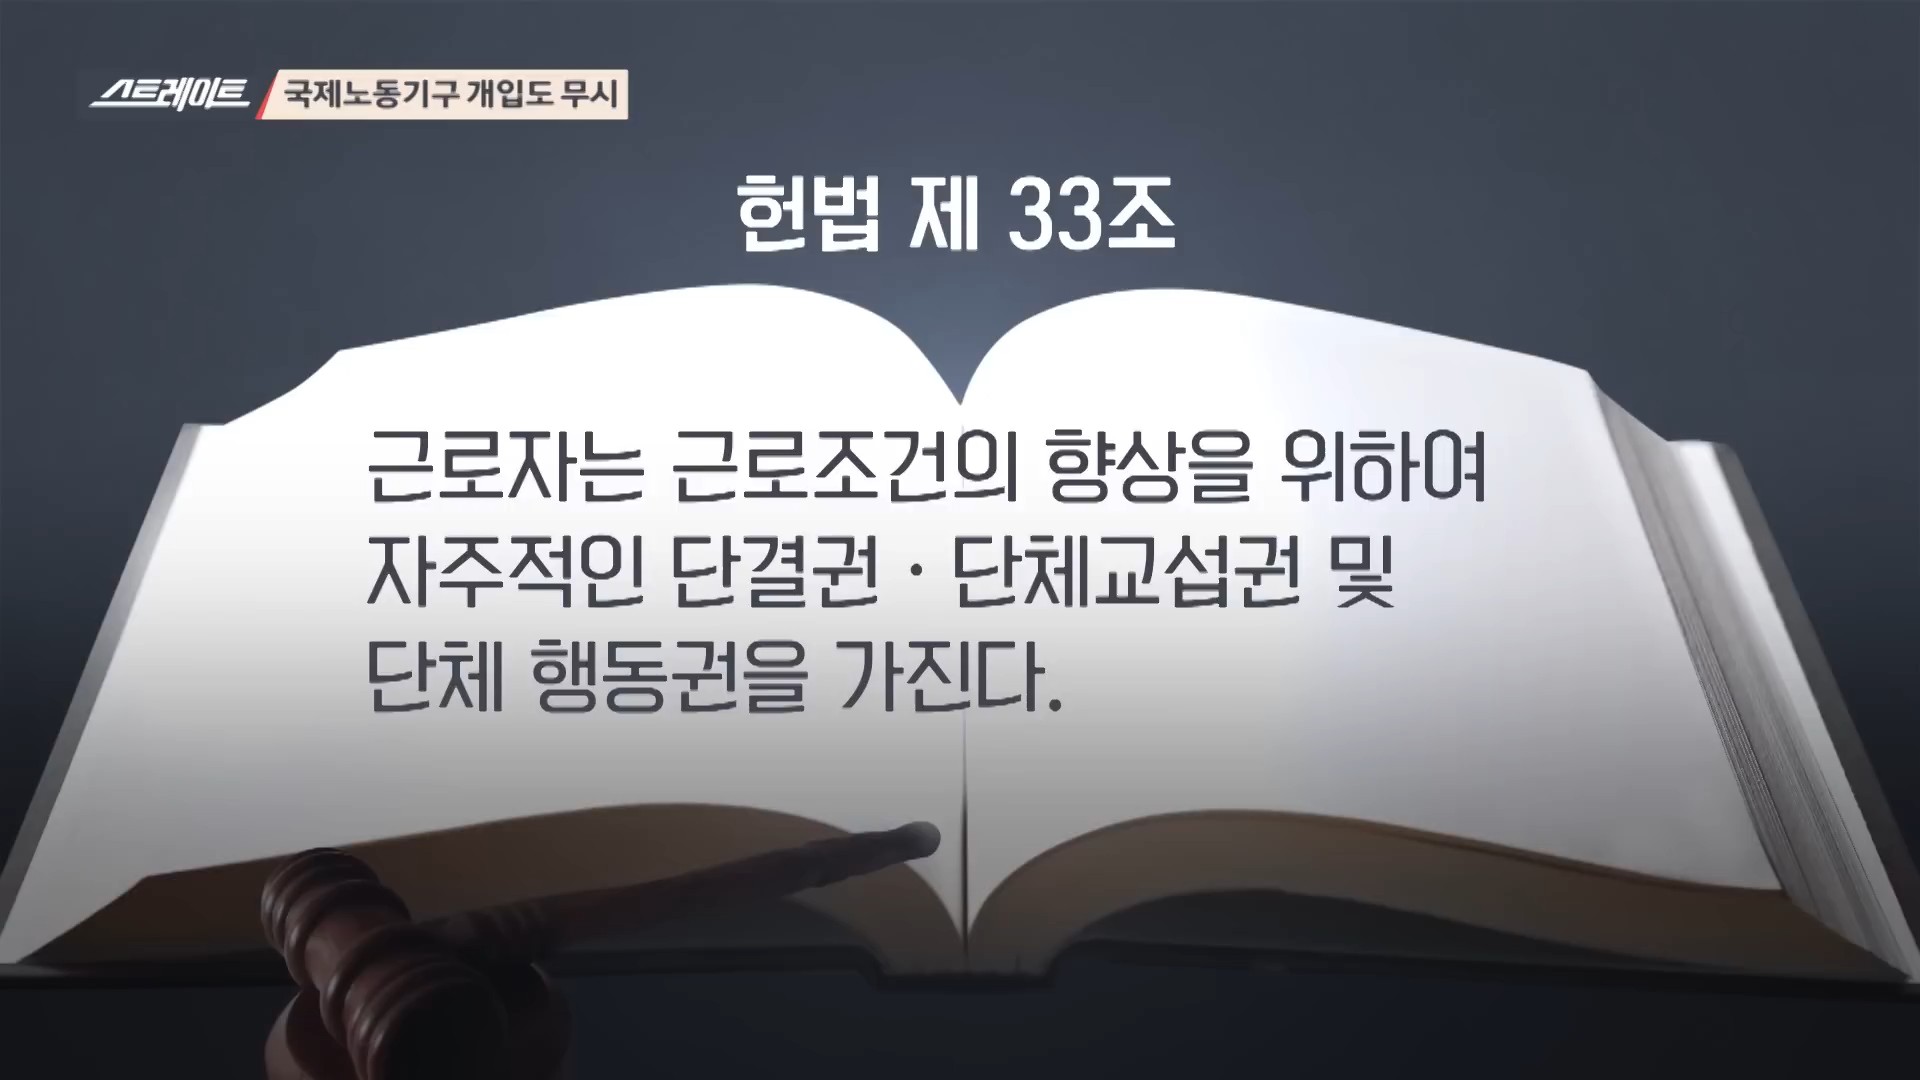 스트레이트 국제노동기구 개입도 무시
헌법 제 33조
근로자는 근로조건의 향상을 위하여
자주적인 단결권 · 단체교섭권 및
단체 행동권을 가진다.